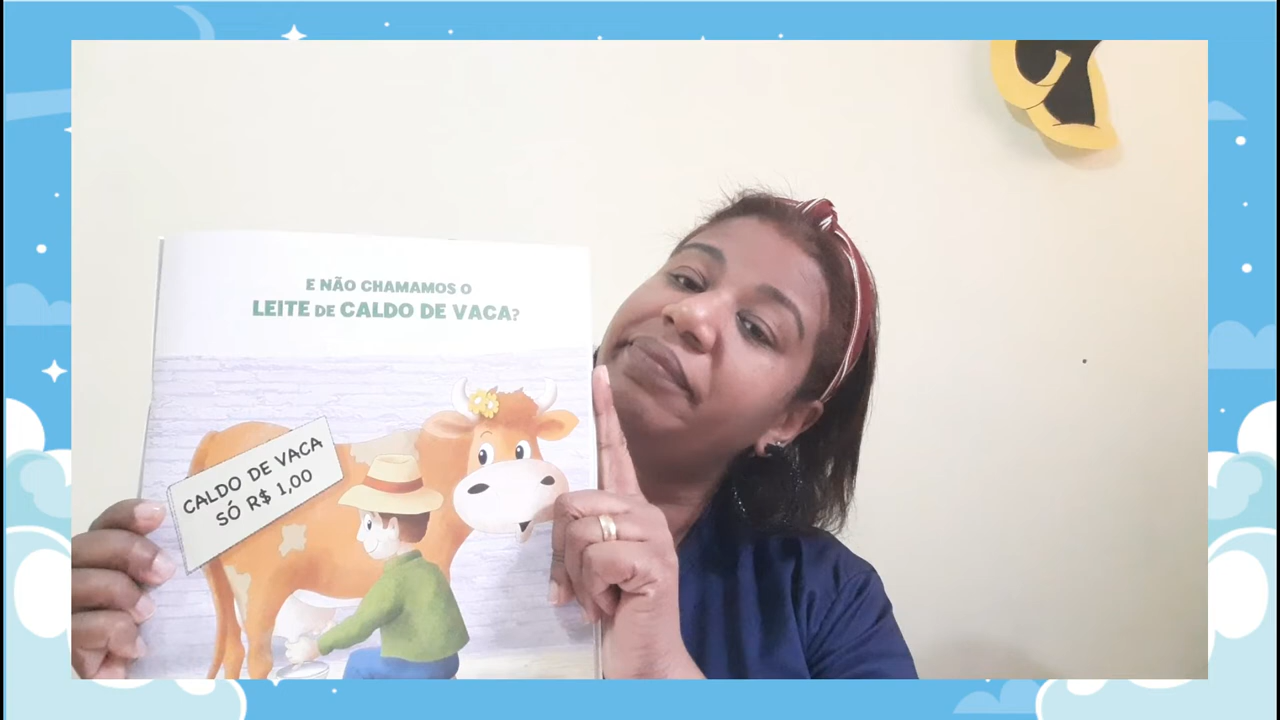 E NÃO CHAMAMOS O
LEITE DE CALDO DE VACA?
CALDO DE VACA
SÓ R$ 1,00